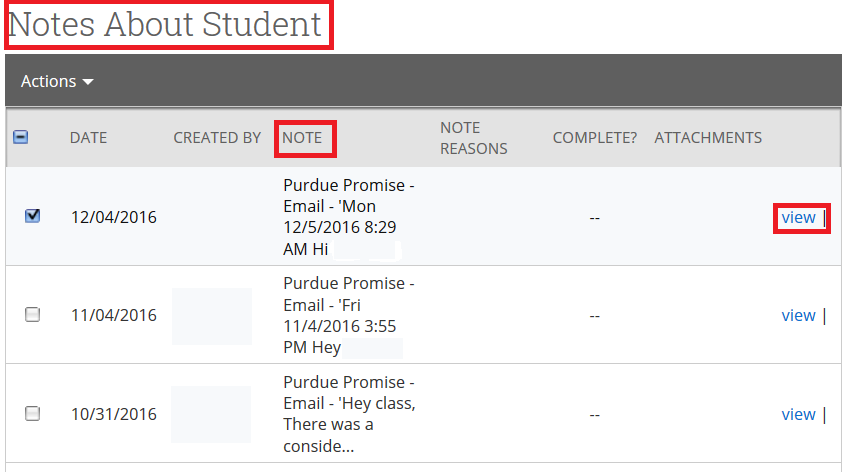 Notes About Student
Actions
DATE CREATED BY NOTE NOTE REASONS COMPLETE? ATTACHMENTS
12/04/2016
Purdue Promise -
Email - 'Mon
12/5/2016 8:29
AM Hi
--
view |
11/04/2016
Purdue Promise -
Email - 'Fri
11/4/2016 3:55
PM Hey
--
view |
10/31/2016
Purdue Promise -
Email - 'Hey class,
There was a
conside...
--
view |